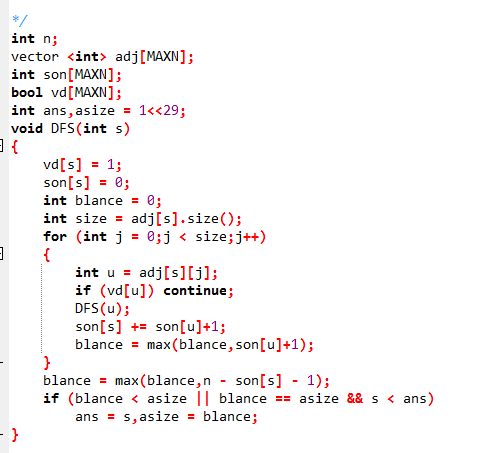 */
int n;
vector <int> adj[MAXN];
int son[MAXN];
bool vd[MAXN];
int ans,asize = 1<<29;
void DFS(int s)
{
    vd[s] = 1;
    son[s] = 0;
    int blance = 0;
    int size = adj[s].size();
    for (int j = 0;j < size;j++)
    {
        int u = adj[s][j];
        if (vd[u]) continue;
        DFS(u);
        son[s] += son[u]+1;
        blance = max(blance,son[u]+1);
    }
    blance = max(blance,n - son[s] - 1);
    if (blance < asize || blance == asize && s < ans)
        ans = s,asize = blance;
}